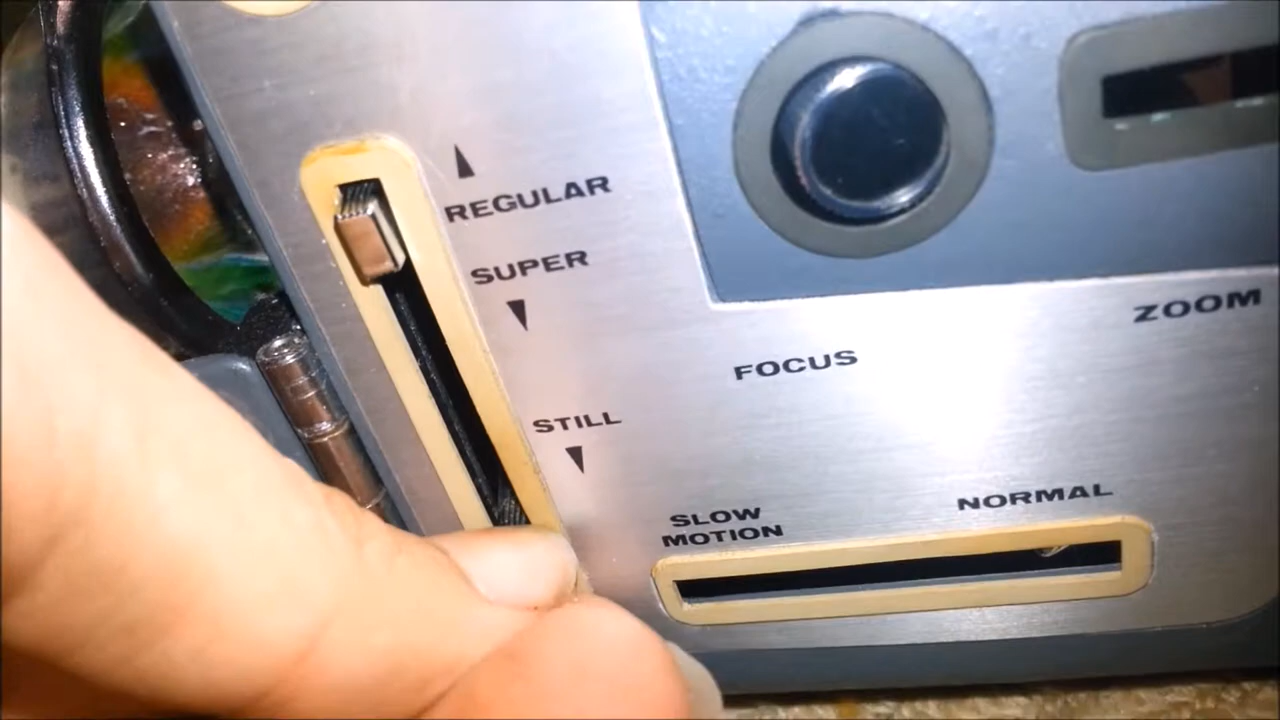 REGULAR
SUPER
STILL
FOCUS
ZOOM
SLOW
MOTION
NORMAL